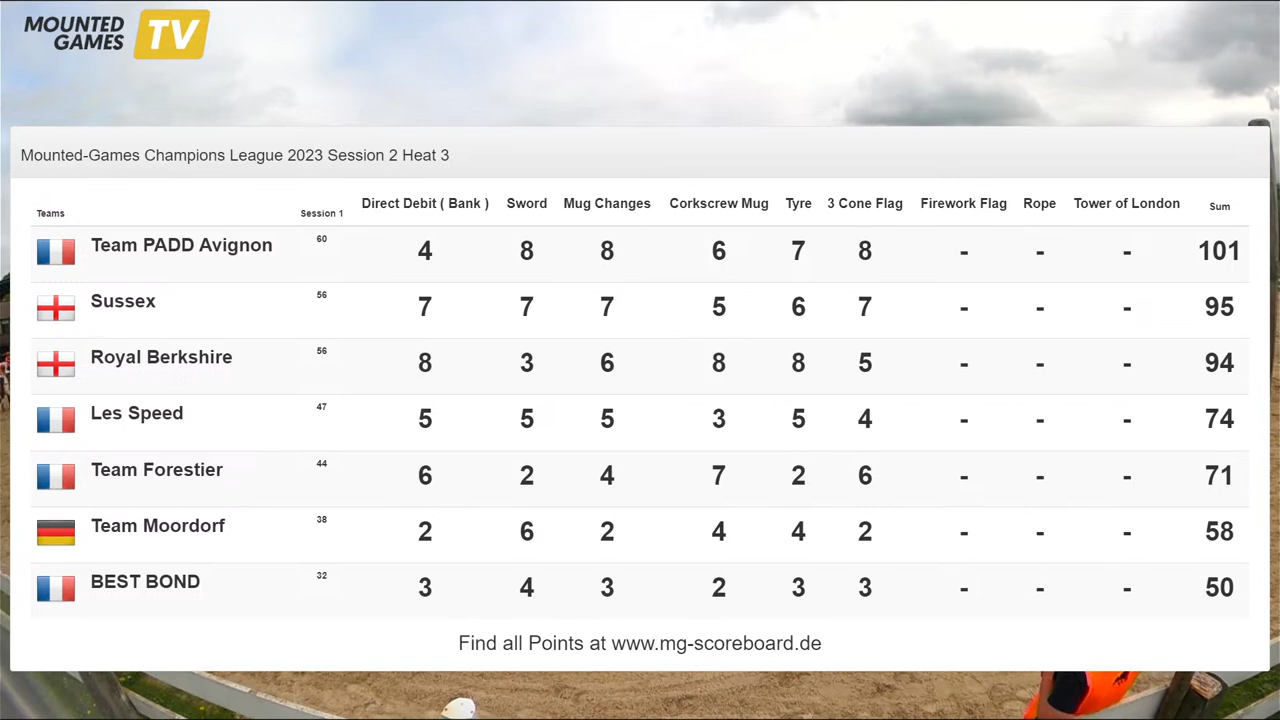 MOUNTED
GAMES TV
Mounted-Games Champions League 2023 Session 2 Heat 3
Teams Session 1 Direct Debit ( Bank ) Sword Mug Changes Corkscrew Mug Tyre 3 Cone Flag Firework Flag Rope Tower of London Sum
Team PADD Avignon 60 4 8 8 6 7 8 - - - 101
Sussex 56 7 7 7 5 6 7 - - - 95
Royal Berkshire 56 8 3 6 8 8 5 - - - 94
Les Speed 47 5 5 5 3 5 4 - - - 74
Team Forestier 44 6 2 4 7 2 6 - - - 71
Team Moordorf 38 2 6 2 4 4 2 - - - 58
BEST BOND 32 3 4 3 2 3 3 - - - 50
Find all Points at www.mg-scoreboard.de